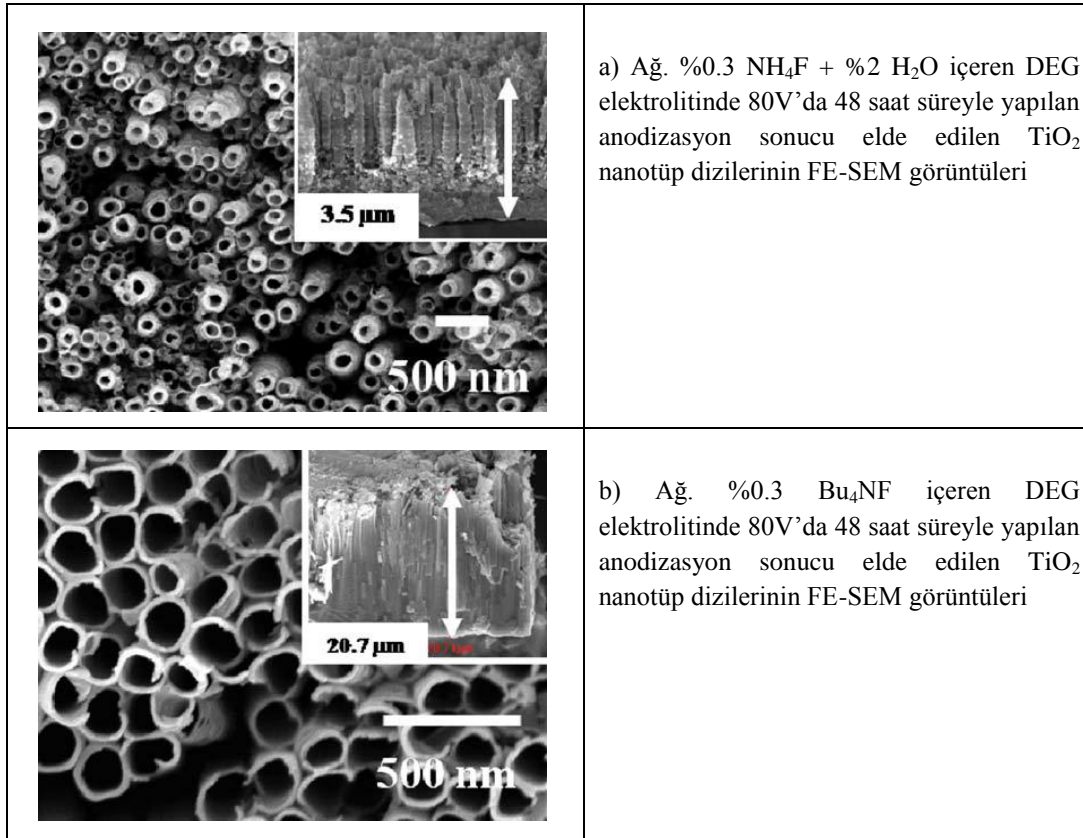 3.5 µm
500 nm
a) Ağ. %0.3 NH₄F + %2 H₂O içeren DEG
elektrolitinde 80V’da 48 saat süreyle yapılan
anodizasyon sonucu elde edilen TiO₂
nanotüp dizilerinin FE-SEM görüntüleri
20.7 µm
500 nm
b) Ağ. %0.3 Bu₄NF içeren DEG
elektrolitinde 80V’da 48 saat süreyle yapılan
anodizasyon sonucu elde edilen TiO₂
nanotüp dizilerinin FE-SEM görüntüleri